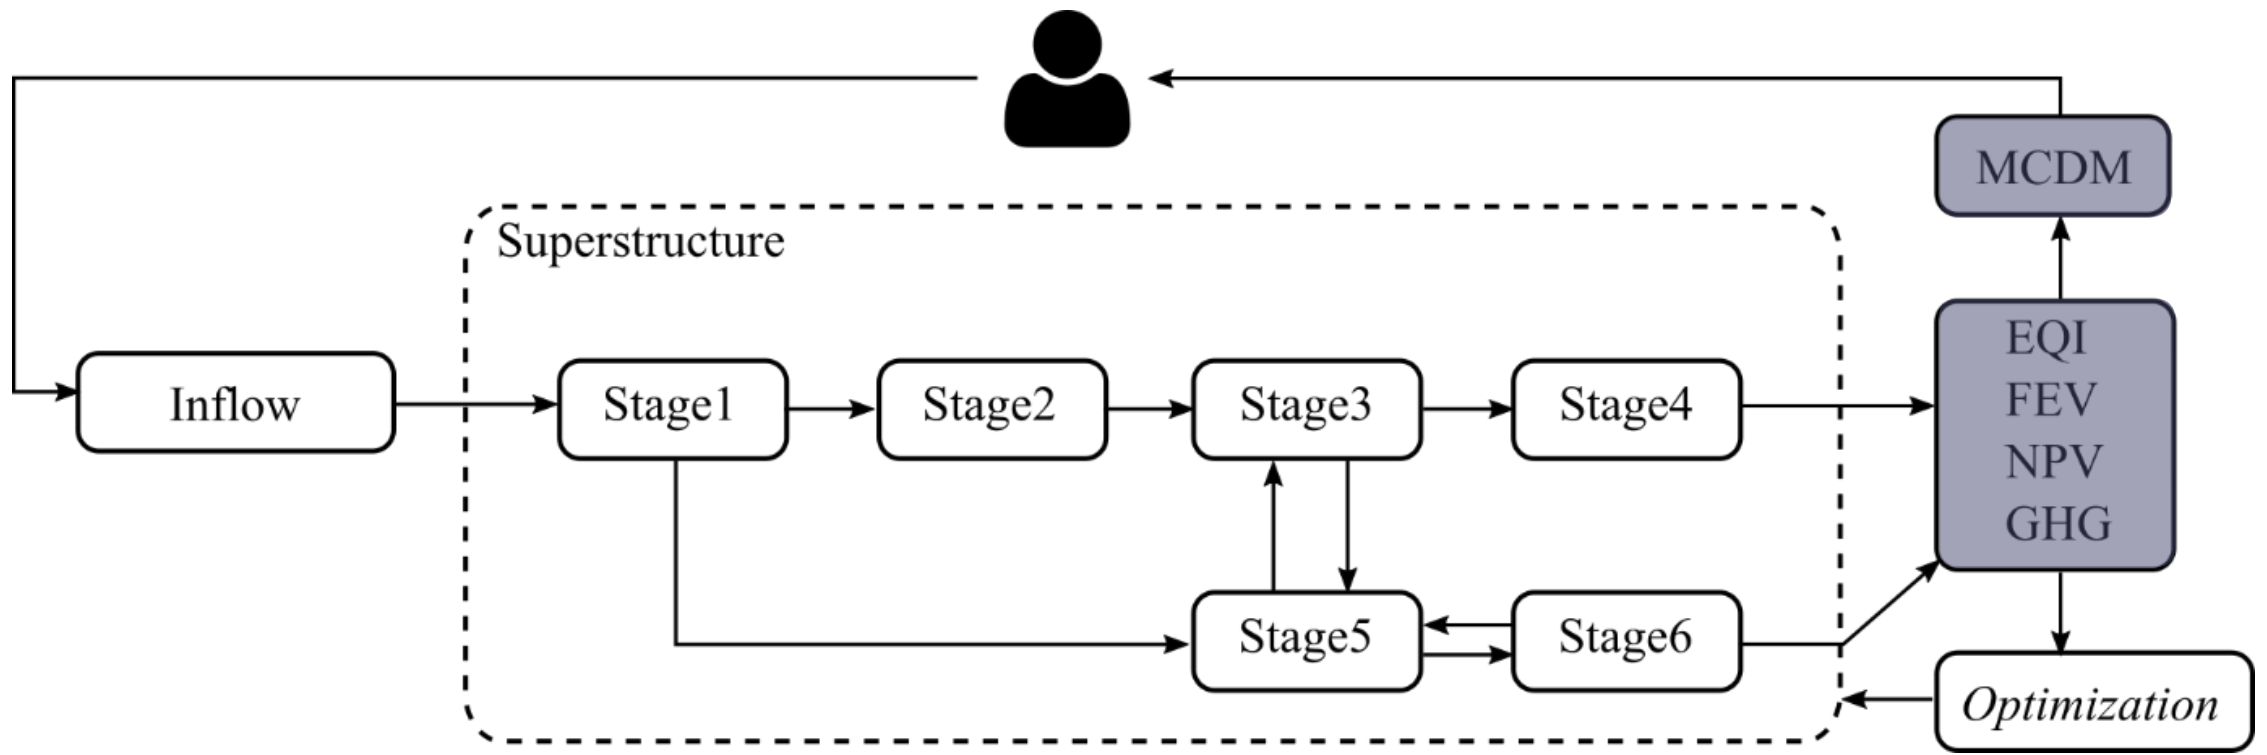 MCDM
Superstructure
Inflow
Stage1
Stage2
Stage3
Stage4
EQI
FEV
NPV
GHG
Stage5
Stage6
Optimization